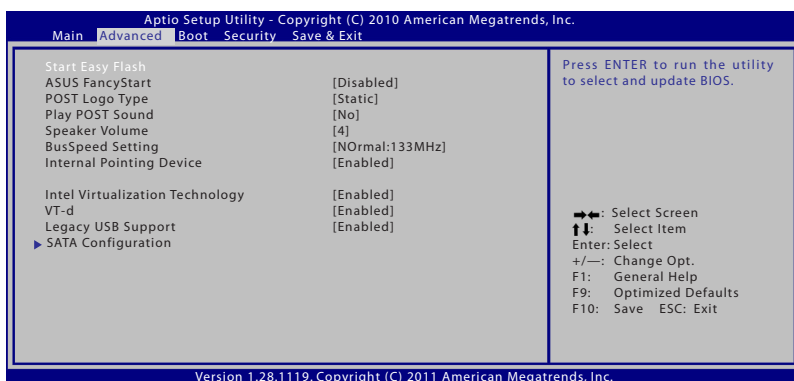 Aptio Setup Utility - Copyright (C) 2010 American Megatrends, Inc.
Main Advanced Boot Security Save & Exit
Start Easy Flash
ASUS FancyStart [Disabled]
POST Logo Type [Static]
Play POST Sound [No]
Speaker Volume [4]
BusSpeed Setting [NOrmal:133MHz]
Internal Pointing Device [Enabled]
Intel Virtualization Technology [Enabled]
VT-d [Enabled]
Legacy USB Support [Enabled]
SATA Configuration
Press ENTER to run the utility
to select and update BIOS.
→←: Select Screen
↑↓: Select Item
Enter: Select
+/—: Change Opt.
F1: General Help
F9: Optimized Defaults
F10: Save ESC: Exit
Version 1.28.1119. Copyright (C) 2011 American Megatrends, Inc.